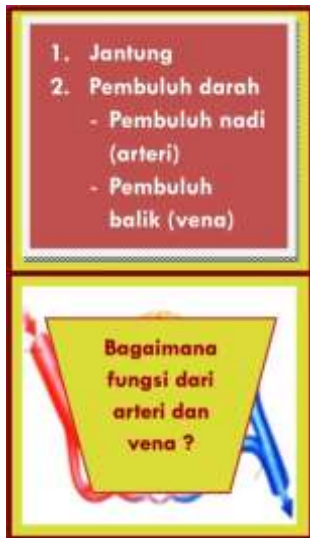 1. Jantung
2. Pembuluh darah
- Pembuluh nadi
(arteri)
- Pembuluh
balik (vena)
Bagaimana
fungsi dari
arteri dan
vena ?